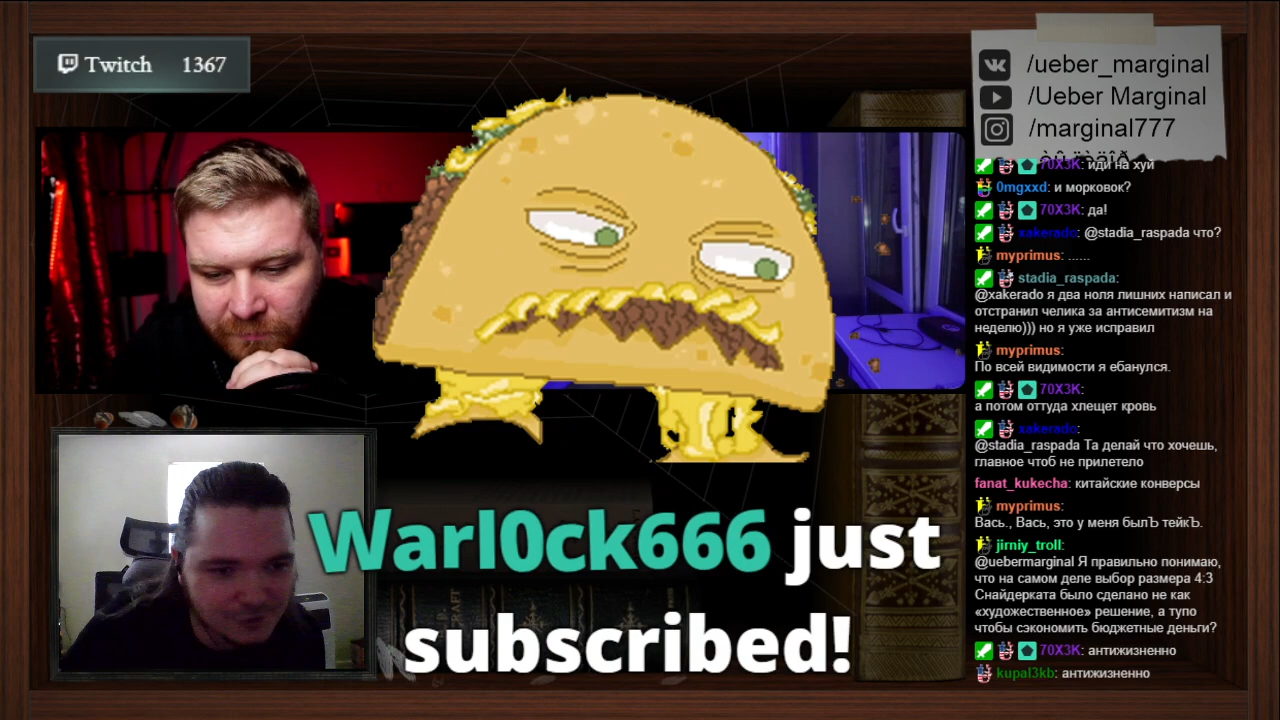 Twitch 1367
/ueber_marginal
/Ueber Marginal
/marginal777
70X3K: иди на хуй
0mgxxd: и морковок?
70X3K: да!
xakerado: @stadia_raspada что?
myprimus: ......
stadia_raspada:
@xakerado я два ноля лишних написал и
отстранил челика за антисемитизм на
неделю))) но я уже исправил
myprimus:
По всей видимости я ебанулся.
70X3K:
а потом оттуда хлещет кровь
xakerado:
@stadia_raspada Та делай что хочешь,
главное чтоб не прилетело
fanat_kukecha: китайские конверсы
myprimus:
Вась., Вась, это у меня былЪ тейкЪ.
jirniy_troll:
@uebermarginal Я правильно понимаю,
что на самом деле выбор размера 4:3
Снайдерката было сделано не как
«художественное» решение, а тупо
чтобы сэкономить бюджетные деньги?
70X3K: антижизненно
kupal3kb: антижизненно
Warl0ck666 just
subscribed!